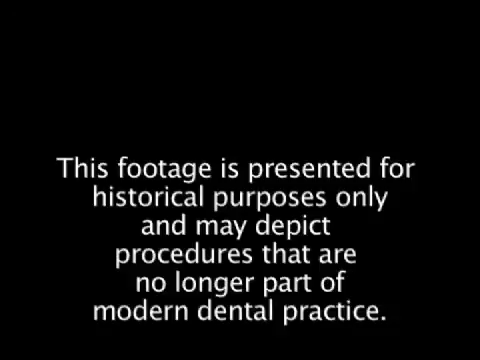 This footage is presented for
historical purposes only
and may depict
procedures that are
no longer part of
modern dental practice.